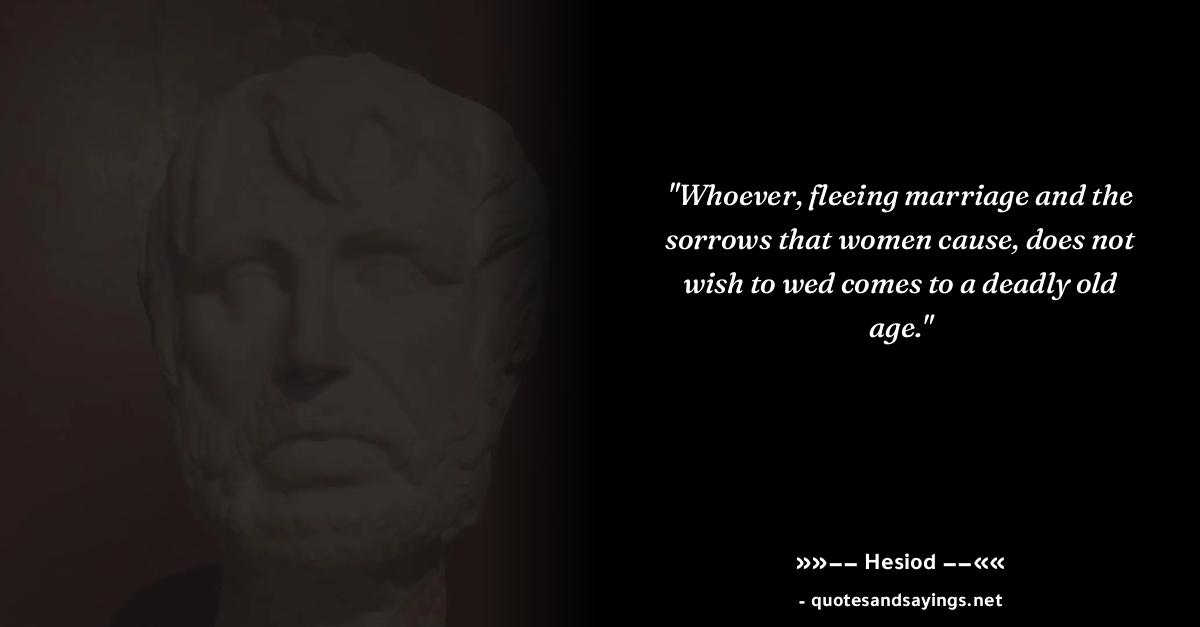 "Whoever, fleeing marriage and the
sorrows that women cause, does not
wish to wed comes to a deadly old
age."
»»−− Hesiod −−««
- quotesandsayings.net